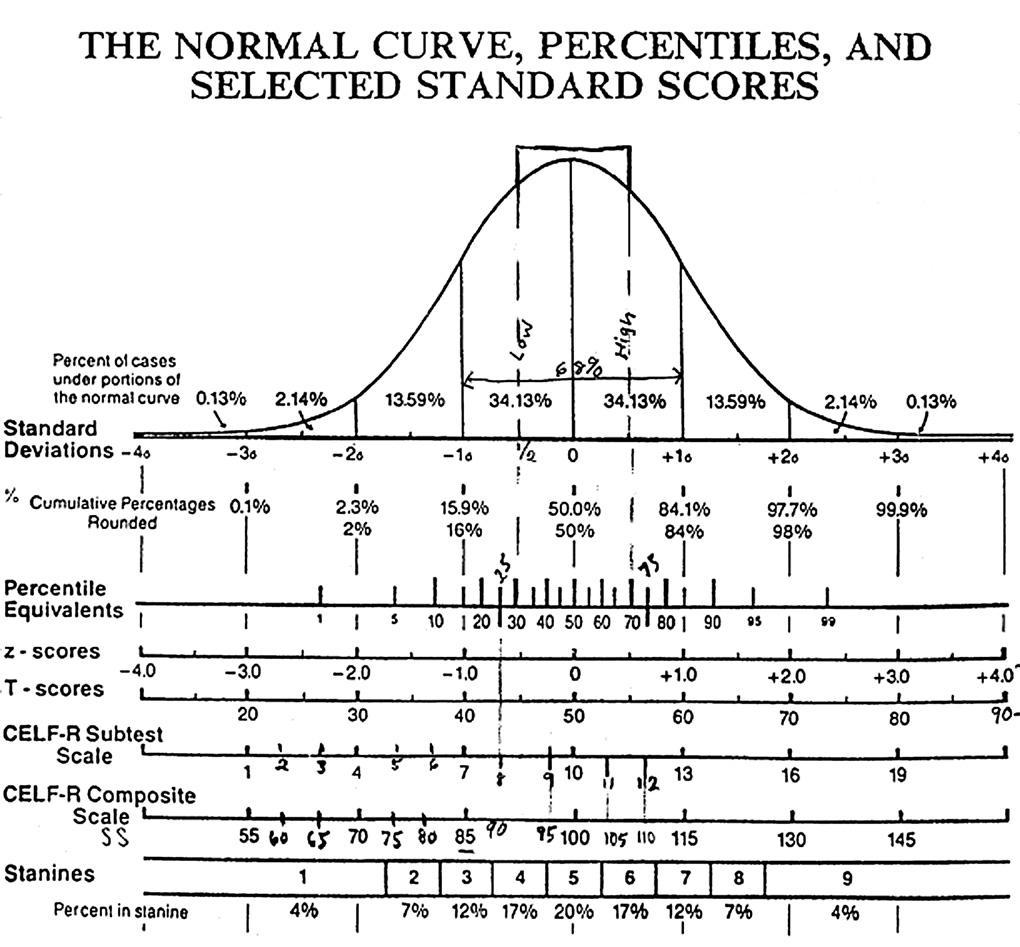 THE NORMAL CURVE, PERCENTILES, AND
SELECTED STANDARD SCORES
Low
High
68%
Percent of cases
under portions of
the normal curve
0.13% 2.14% 13.59% 34.13% 34.13% 13.59% 2.14% 0.13%
Standard
Deviations -4σ -3σ -2σ -1σ 1/2 0 +1σ +2σ +3σ +4σ
% Cumulative Percentages 0.1% 2.3% 15.9% 50.0% 84.1% 97.7% 99.9%
Rounded 2% 16% 50% 84% 98%
25 75
Percentile
Equivalents 1 5 10 20 30 40 50 60 70 80 90 95 99
z - scores
-4.0 -3.0 -2.0 -1.0 0 +1.0 +2.0 +3.0 +4.0
T - scores
20 30 40 50 60 70 80 90
CELF-R Subtest
Scale
1 2 3 4 5 6 7 8 9 10 11 12 13 16 19
CELF-R Composite
Scale
SS 55 60 65 70 75 80 85 90 95 100 105 110 115 130 145
Stanines 1 2 3 4 5 6 7 8 9
Percent in stanine 4% 7% 12% 17% 20% 17% 12% 7% 4%